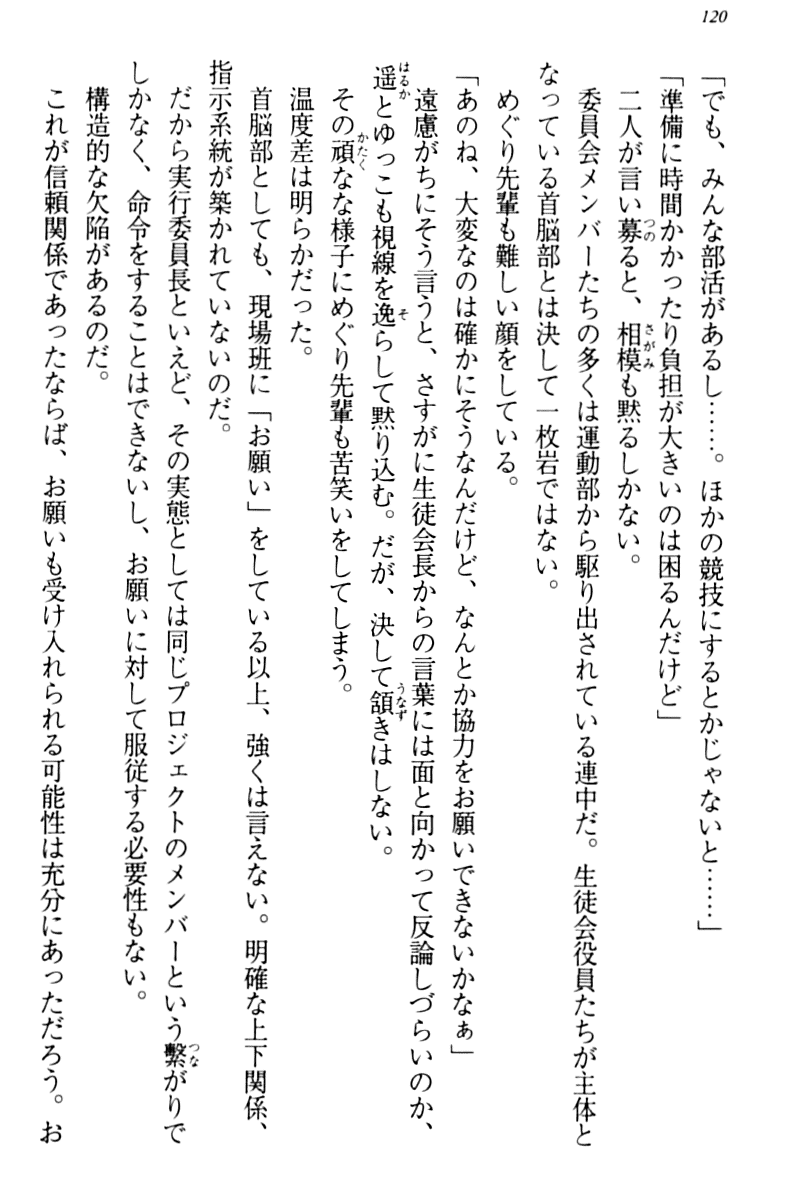 120
「でも、みんな部活があるし……。ほかの競技にするとかじゃないと……」
「準備に時間かかったり負担が大きいのは困るんだけど」
二人が言い募ると、相模も黙るしかない。
委員会メンバーたちの多くは運動部から駆り出されている連中だ。生徒会役員たちが主体と
なっている首脳部とは決して一枚岩ではない。
めぐり先輩も難しい顔をしている。
「あのね、大変なのは確かにそうなんだけど、なんとか協力をお願いできないかなぁ」
遠慮がちにそう言うと、さすがに生徒会長からの言葉には面と向かって反論しづらいのか、
遥とゆっこも視線を逸らして黙り込む。だが、決して頷きはしない。
その頑なな様子にめぐり先輩も苦笑いをしてしまう。
温度差は明らかだった。
首脳部としても、現場班に「お願い」をしている以上、強くは言えない。明確な上下関係、
指示系統が築かれていないのだ。
だから実行委員長といえど、その実態としては同じプロジェクトのメンバーという繫がりで
しかなく、命令をすることはできないし、お願いに対して服従する必要性もない。
構造的な欠陥があるのだ。
これが信頼関係であったならば、お願いも受け入れられる可能性は充分にあっただろう。お